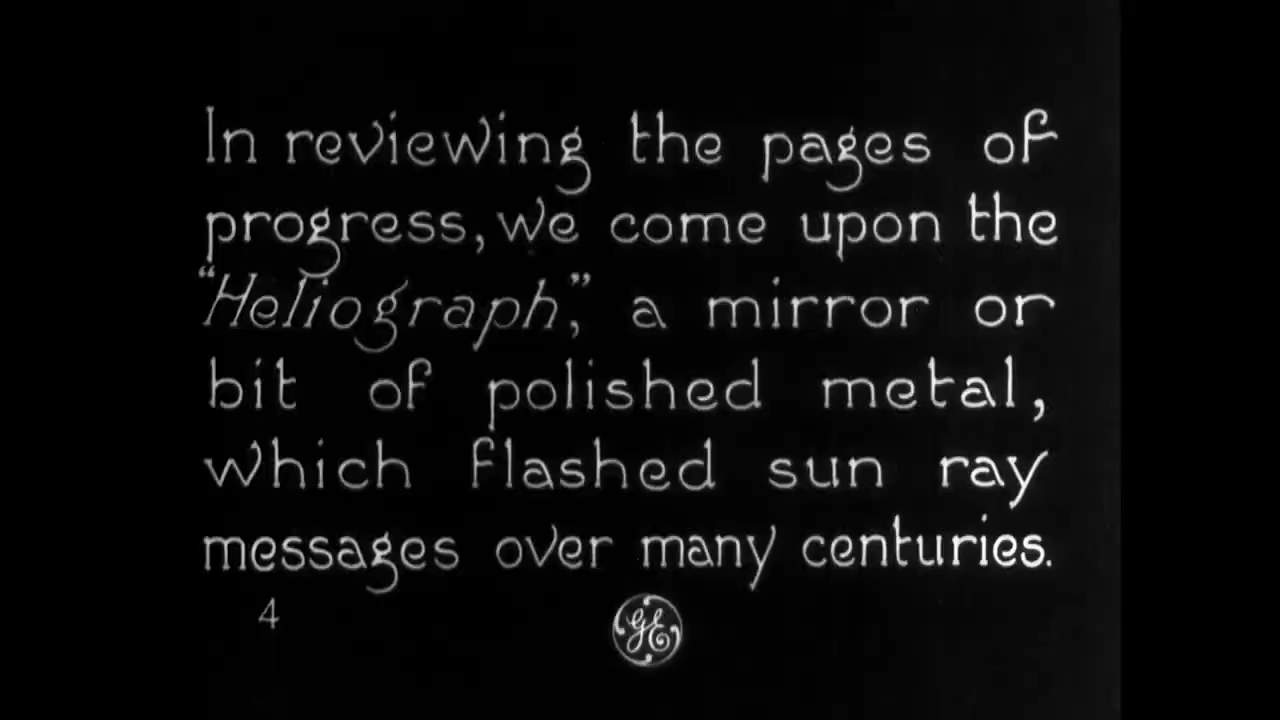 In reviewing the pages of
progress, we come upon the
“Heliograph,” a mirror or
bit of polished metal,
which flashed sun ray
messages over many centuries.
4
GE